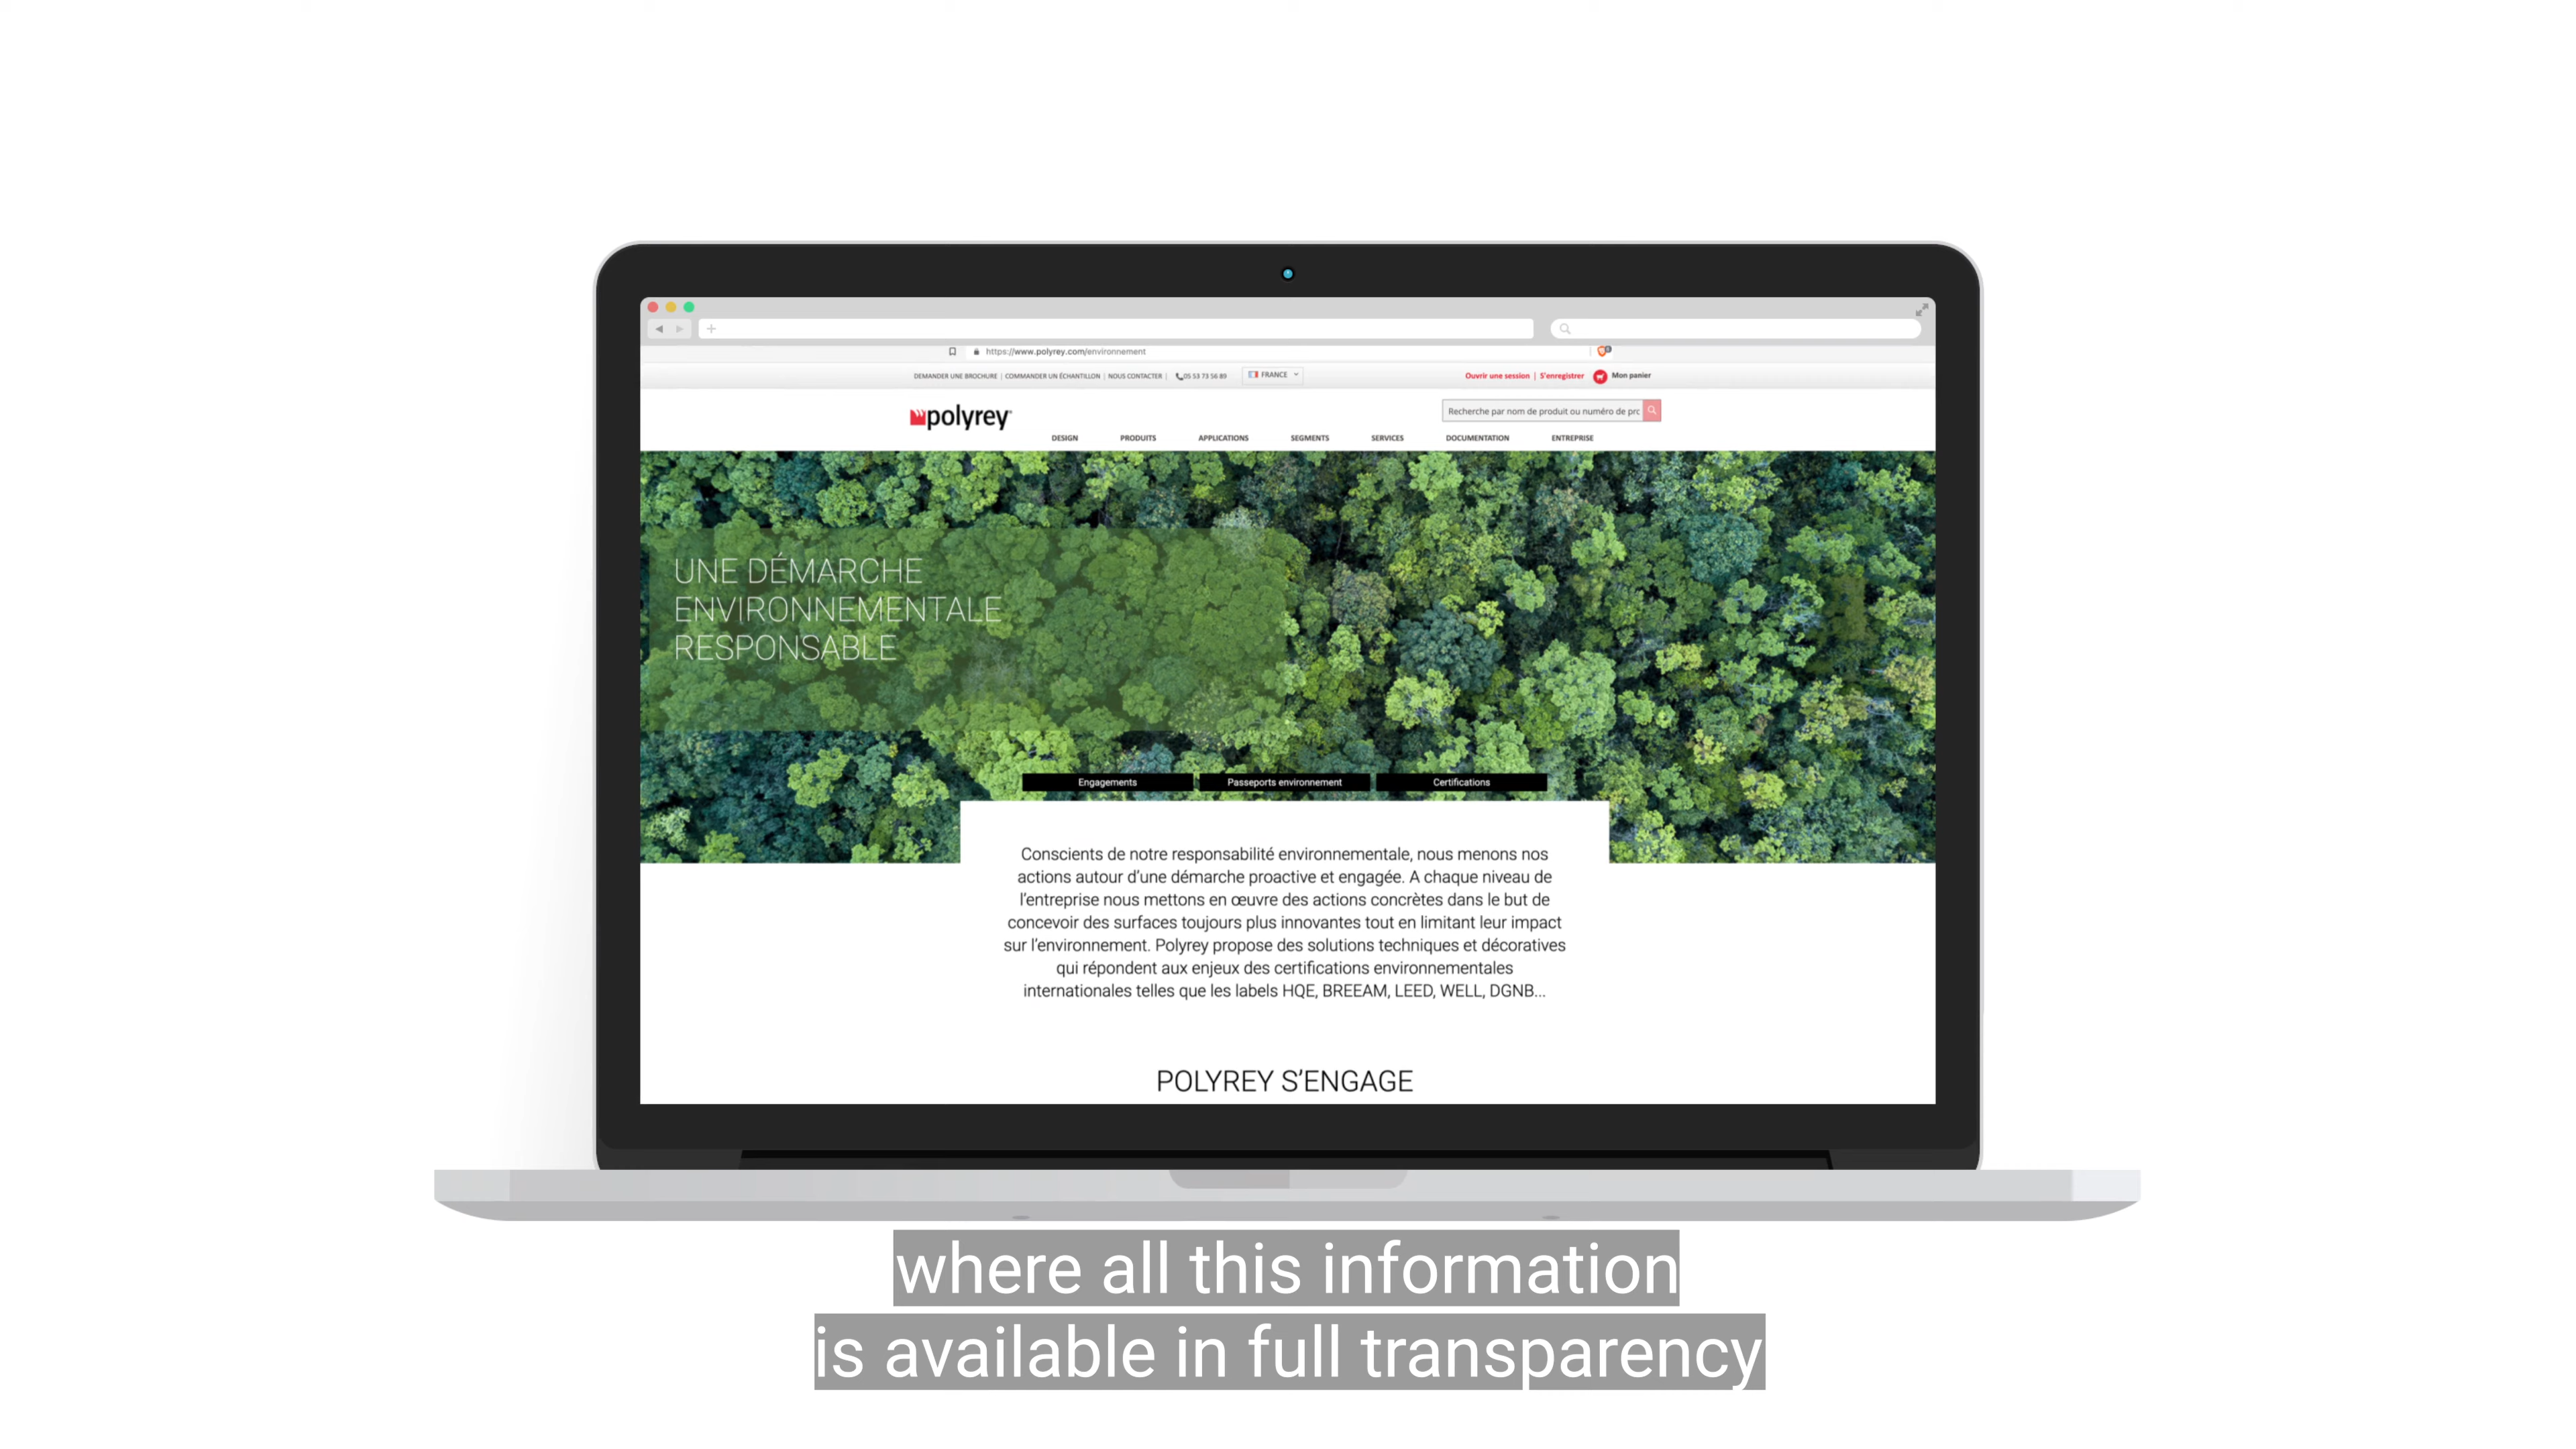 https://www.polyrey.com/environnement
DEMANDER UNE BROCHURE | COMMANDER UN ÉCHANTILLON | NOUS CONTACTER | 05 53 73 56 89 FRANCE Ouvrir une session | S'enregistrer Mon panier
polyrey
Recherche par nom de produit ou numéro de prc
DESIGN PRODUITS APPLICATIONS SEGMENTS SERVICES DOCUMENTATION ENTREPRISE
UNE DÉMARCHE
ENVIRONNEMENTALE
RESPONSABLE
Engagements Passeports environnement Certifications
Conscients de notre responsabilité environnementale, nous menons nos
actions autour d'une démarche proactive et engagée. A chaque niveau de
l'entreprise nous mettons en œuvre des actions concrètes dans le but de
concevoir des surfaces toujours plus innovantes tout en limitant leur impact
sur l'environnement. Polyrey propose des solutions techniques et décoratives
qui répondent aux enjeux des certifications environnementales
internationales telles que les labels HQE, BREEAM, LEED, WELL, DGNB...
POLYREY S'ENGAGE
where all this information
is available in full transparency